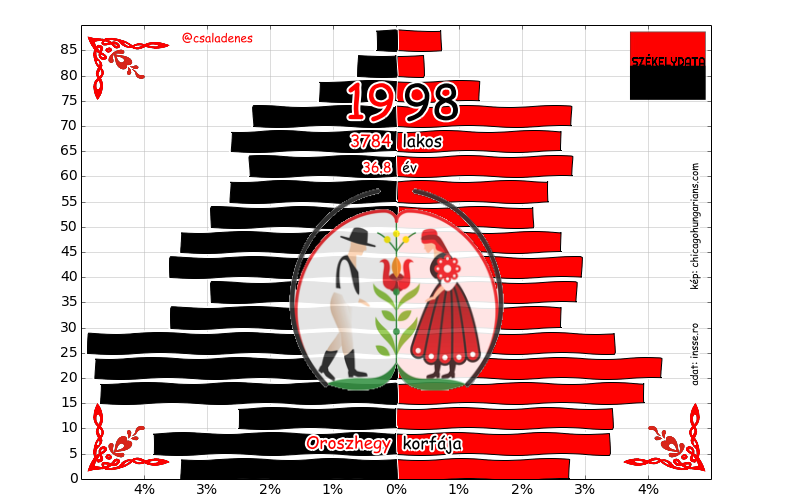 @csaladenes
SZÉKELYDATA
1998
3784 lakos
36.8 év
kép: chicagohungarians.com
adat: insse.ro
Oroszhegy korfája
85
80
75
70
65
60
55
50
45
40
35
30
25
20
15
10
5
0
4% 3% 2% 1% 0% 1% 2% 3% 4%